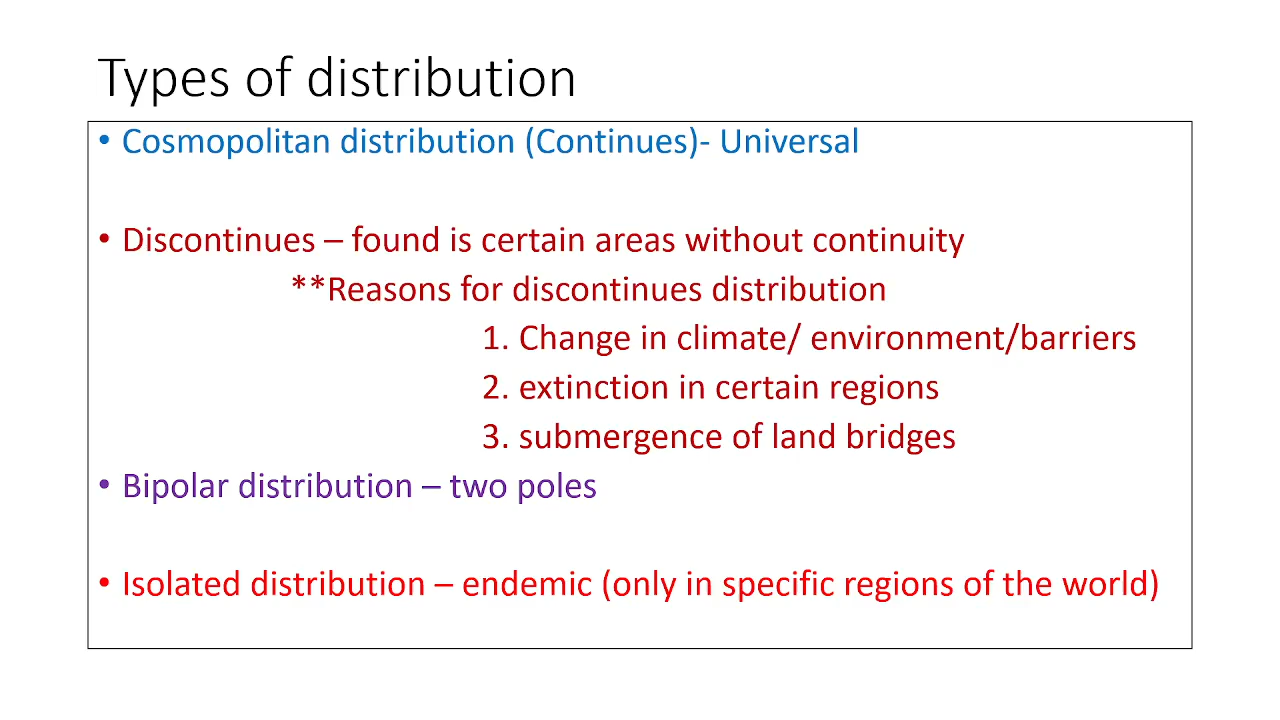 Types of distribution
• Cosmopolitan distribution (Continues)- Universal
• Discontinues – found is certain areas without continuity
**Reasons for discontinues distribution
1. Change in climate/ environment/barriers
2. extinction in certain regions
3. submergence of land bridges
• Bipolar distribution – two poles
• Isolated distribution – endemic (only in specific regions of the world)